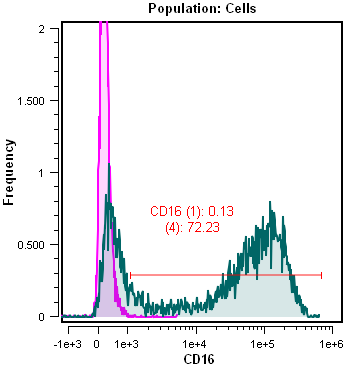 Population: Cells
2
1.500
1
0.500
0
Frequency
CD16 (1): 0.13
(4): 72.23
-1e+3 0 1e+3 1e+4 1e+5 1e+6
CD16